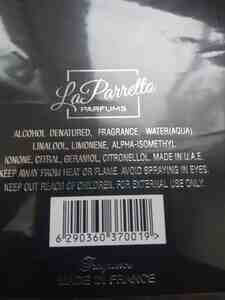 La Parretta
PARFUMS
ALCOHOL DENATURED, FRAGRANCE, WATER(AQUA),
LINALOOL, LIMONENE, ALPHA-ISOMETHYL
IONONE, CITRAL, GERANIOL, CITRONELLOL. MADE IN U.A.E.
KEEP AWAY FROM HEAT OR FLAME. AVOID SPRAYING IN EYES.
KEEP OUT REACH OF CHILDREN. FOR EXTERNAL USE ONLY.
6 290360 370019 >
Fragrance
MADE IN FRANCE